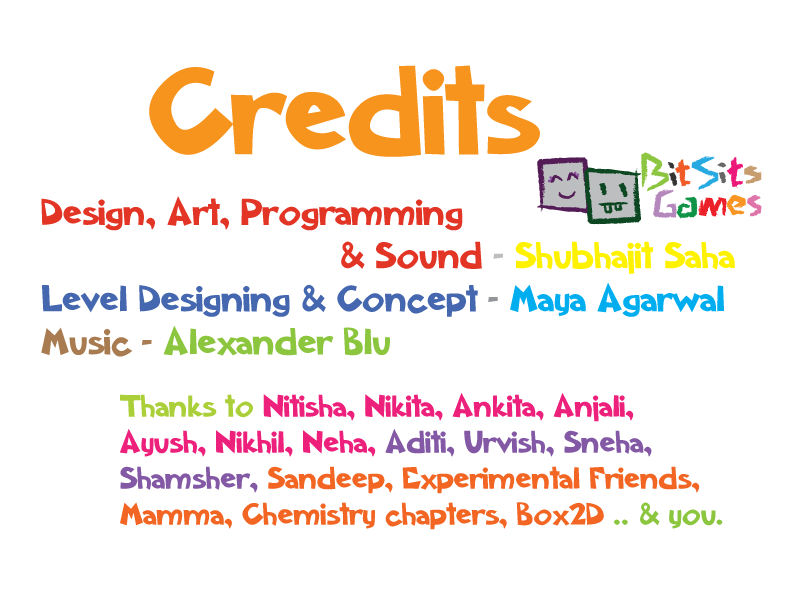 Credits
BitSits
Games
Design, Art, Programming
& Sound - Shubhajit Saha
Level Designing & Concept - Maya Agarwal
Music - Alexander Blu
Thanks to Nitisha, Nikita, Ankita, Anjali,
Ayush, Nikhil, Neha, Aditi, Urvish, Sneha,
Shamsher, Sandeep, Experimental Friends,
Mamma, Chemistry chapters, Box2D .. & you.